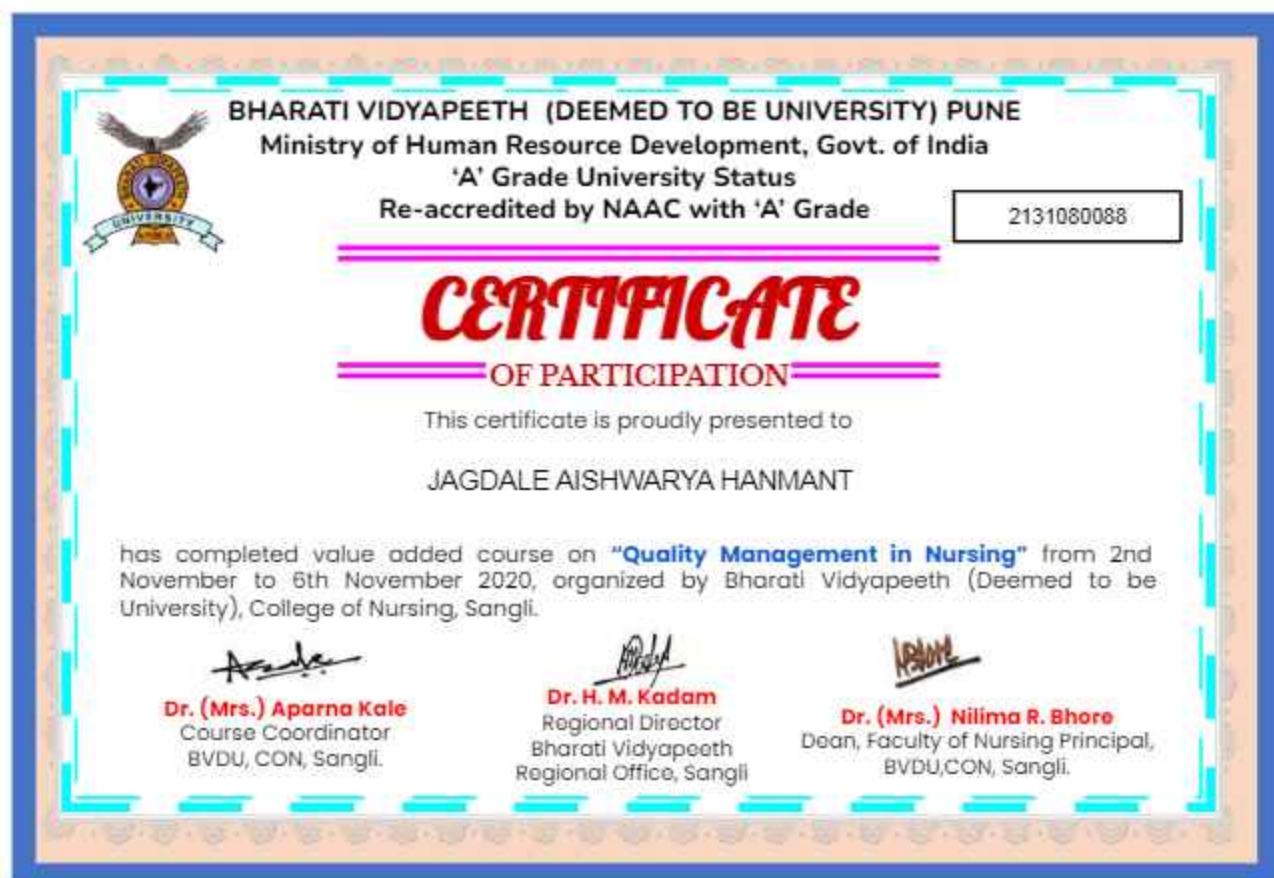 BHARATI VIDYAPEETH (DEEMED TO BE UNIVERSITY) PUNE
Ministry of Human Resource Development, Govt. of India
‘A’ Grade University Status
Re-accredited by NAAC with ‘A’ Grade
2131080088
BHARATI VIDYAPEETH
UNIVERSITY
CERTIFICATE
OF PARTICIPATION
This certificate is proudly presented to
JAGDALE AISHWARYA HANMANT
has completed value added course on “Quality Management in Nursing” from 2nd
November to 6th November 2020, organized by Bharati Vidyapeeth (Deemed to be
University), College of Nursing, Sangli.
Dr. (Mrs.) Aparna Kale
Course Coordinator
BVDU, CON, Sangli.
Dr. H. M. Kadam
Regional Director
Bharati Vidyapeeth
Regional Office, Sangli
Dr. (Mrs.) Nilima R. Bhore
Dean, Faculty of Nursing Principal,
BVDU,CON, Sangli.